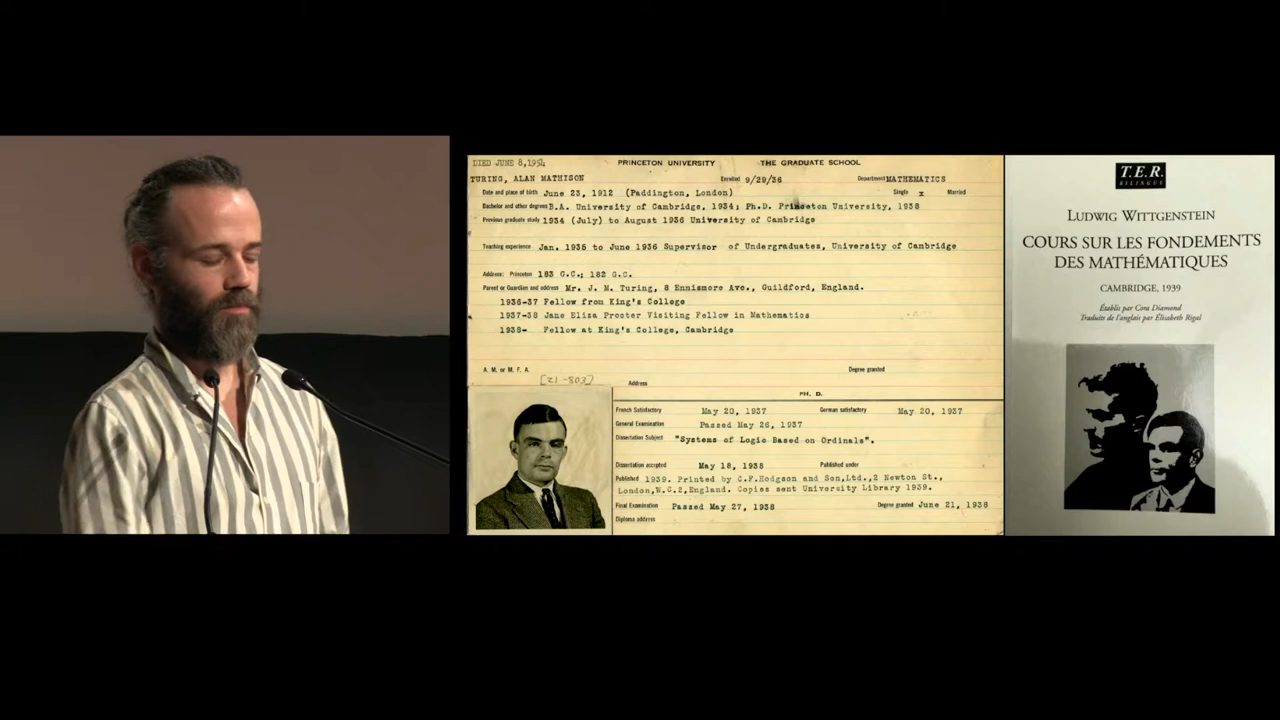 DIED JUNE 8,1954
PRINCETON UNIVERSITY THE GRADUATE SCHOOL
TURING, ALAN MATHISON Enrolled 9/29/36 Department MATHEMATICS
Date and place of birth June 23, 1912 (Paddington, London) Single x Married
Bachelor and other degrees B.A. University of Cambridge, 1934; Ph.D. Princeton University, 1938
Previous graduate study 1934 (July) to August 1936 University of Cambridge
Teaching experience Jan. 1935 to June 1936 Supervisor of Undergraduates, University of Cambridge
Address: Princeton 183 G.C.; 182 G.C.
Parent or Guardian and address Mr. J. M. Turing, 8 Ennismore Ave., Guildford, England.
1936-37 Fellow from King's College
1937-38 Jane Eliza Procter Visiting Fellow in Mathematics
1938- Fellow at King's College, Cambridge
A. M. or M. F. A. Degree granted
[21-803] Address
PH. D.
French Satisfactory May 20, 1937 German satisfactory May 20, 1937
General Examination Passed May 26, 1937
Dissertation Subject "Systems of Logic Based on Ordinals".
Dissertation accepted May 18, 1938 Published under
Published 1939. Printed by C.F.Hodgson and Son,Ltd.,2 Newton St.,
London,W.C.2,England. Copies sent University Library 1939.
Final Examination Passed May 27, 1938 Degree granted June 21, 1938
Diploma address
T.E.R.
BILINGUE
LUDWIG WITTGENSTEIN
COURS SUR LES FONDEMENTS
DES MATHÉMATIQUES
CAMBRIDGE, 1939
Établis par Cora Diamond
Traduits de l'anglais par Élisabeth Rigal